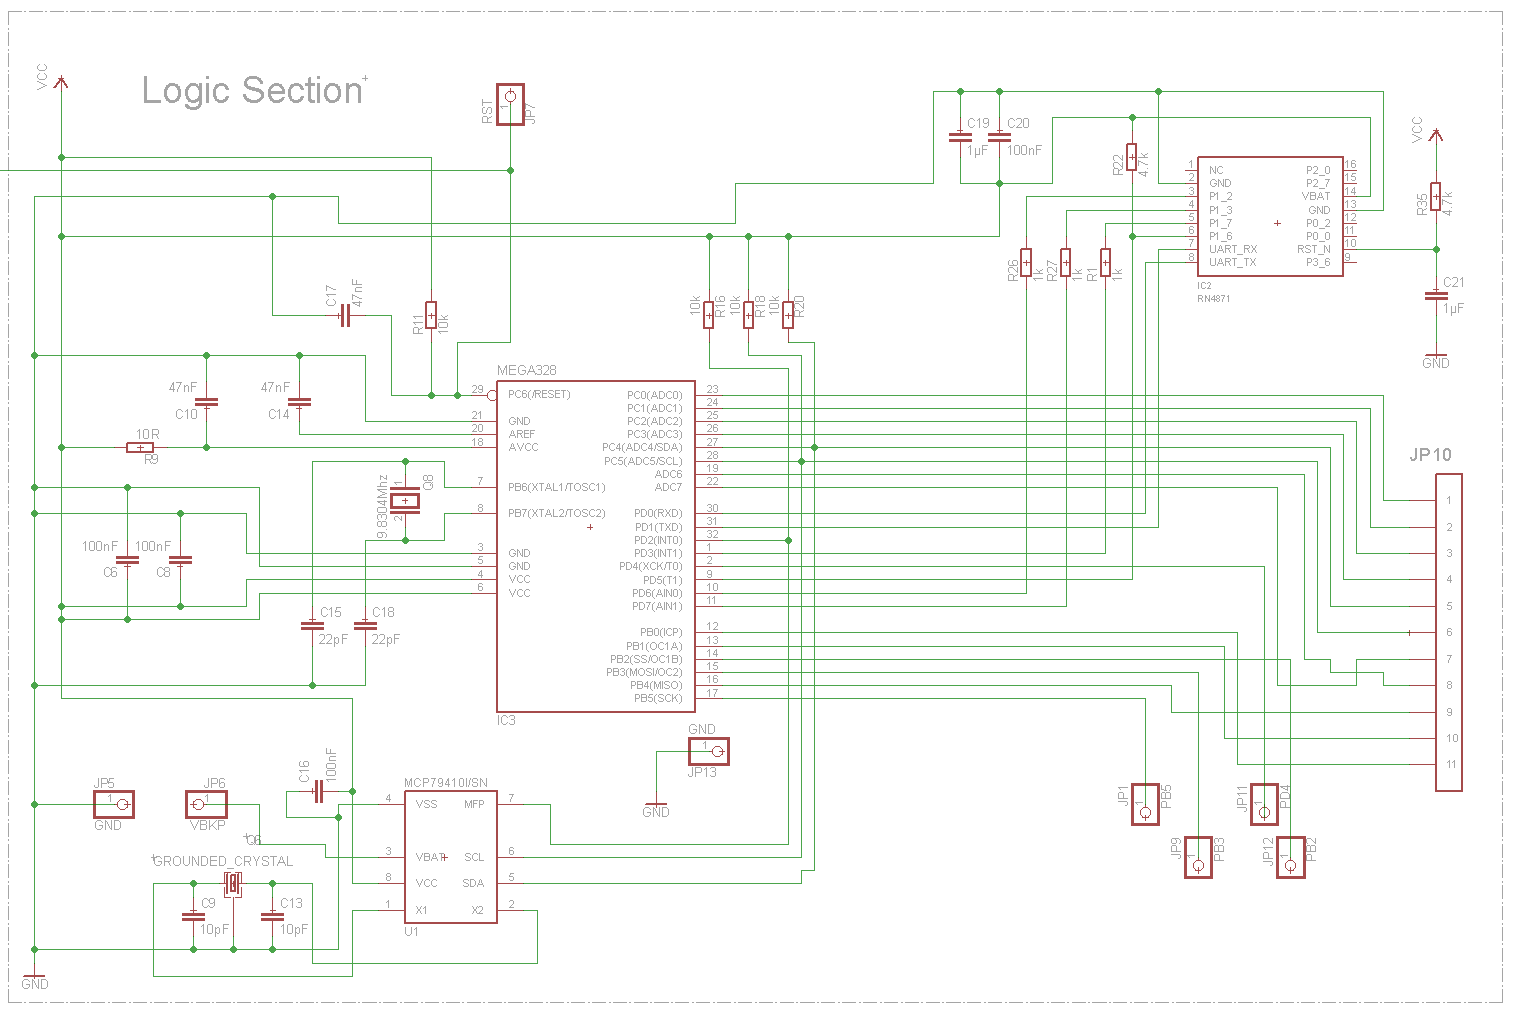 Logic Section
VCC
RST
1
JP7
C19
1µF
C20
100nF
R22
4.7k
VCC
R35
4.7k
1
NC
P2_0
16
2
GND
P2_7
15
3
P1_2
VBAT
14
4
P1_3
GND
13
5
P1_7
P0_2
12
6
P1_6
P0_0
11
7
UART_RX
RST_N
10
8
UART_TX
P3_6
9
IC2
RN4871
R26
1k
R27
1k
R1
1k
C21
1µF
GND
C17
47nF
R11
10k
10k
R16
10k
R18
10k
R20
MEGA328
29
PC6(/RESET)
PC0(ADC0)
23
PC1(ADC1)
24
21
GND
PC2(ADC2)
25
20
AREF
PC3(ADC3)
26
18
AVCC
PC4(ADC4/SDA)
27
PC5(ADC5/SCL)
28
ADC6
19
7
PB6(XTAL1/TOSC1)
ADC7
22
8
PB7(XTAL2/TOSC2)
PD0(RXD)
30
PD1(TXD)
31
PD2(INT0)
32
3
GND
PD3(INT1)
1
5
GND
PD4(XCK/T0)
2
4
VCC
PD5(T1)
9
6
VCC
PD6(AIN0)
10
PD7(AIN1)
11
PB0(ICP)
12
PB1(OC1A)
13
PB2(SS/OC1B)
14
PB3(MOSI/OC2)
15
PB4(MISO)
16
PB5(SCK)
17
IC3
47nF
C10
47nF
C14
10R
R9
9.8304Mhz
1
2
Q8
100nF
C6
100nF
C8
C15
22pF
C18
22pF
JP10
1
2
3
4
5
6
7
8
9
10
11
GND
1
JP13
GND
C16
100nF
JP5
1
GND
JP6
1
VBKP
Q6
GROUNDED_CRYSTAL
C9
10pF
C13
10pF
GND
MCP79410I/SN
4
VSS
MFP
7
3
VBAT
SCL
6
8
VCC
SDA
5
1
X1
X2
2
U1
JP1
1
PB5
JP11
1
PD4
JP9
1
PB3
JP12
1
PB2